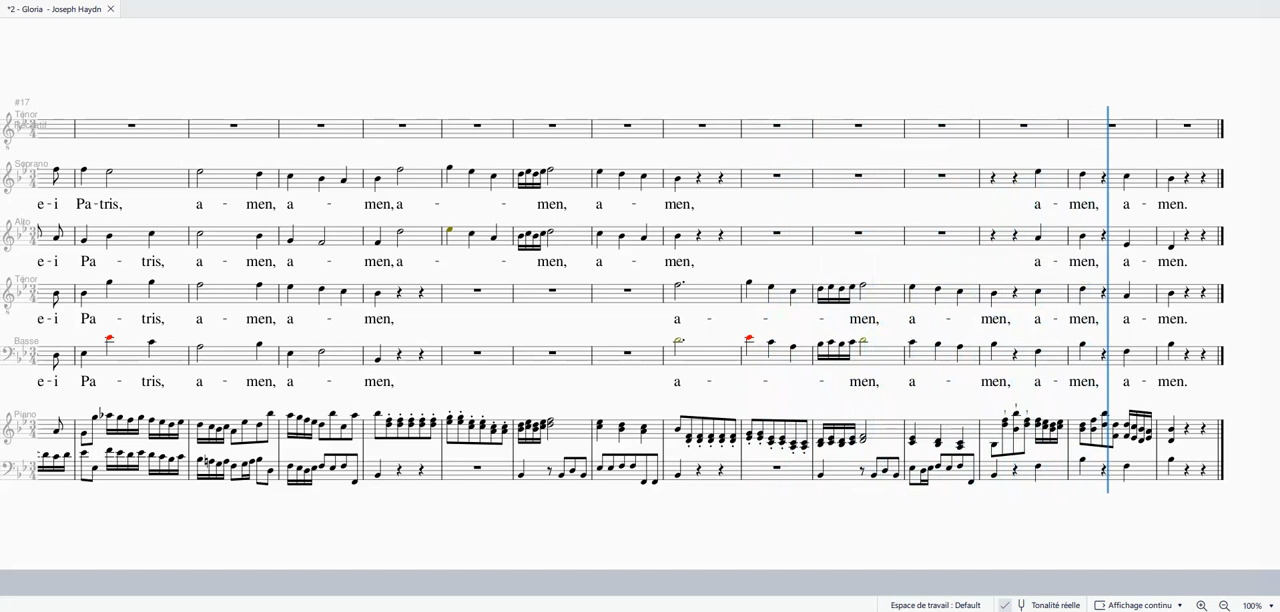 *2 - Gloria - Joseph Haydn
#17
Ténor
Soprano
e - i Pa - tris, a - men, a - men, a - men, a - men, a - men, a - men.
Alto
e - i Pa - tris, a - men, a - men, a - men, a - men, a - men, a - men.
Ténor
e - i Pa - tris, a - men, a - men, a - men, a - men, a - men, a - men.
Basse
e - i Pa - tris, a - men, a - men, a - men, a - men, a - men, a - men.
Piano
Espace de travail : Default
Tonalité réelle
Affichage continu
100%